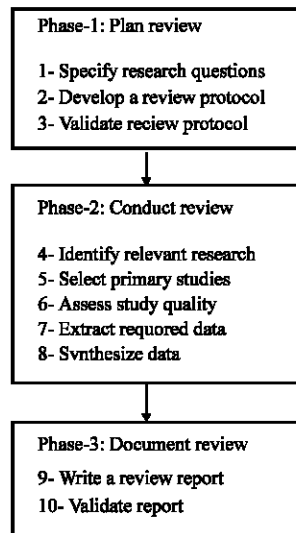 Phase-1: Plan review
1- Specify research questions
2- Develop a review protocol
3- Validate reciew protocol
Phase-2: Conduct review
4- Identify relevant research
5- Select primary studies
6- Assess study quality
7- Extract requored data
8- Svnthesize data
Phase-3: Document review
9- Write a review report
10- Validate report